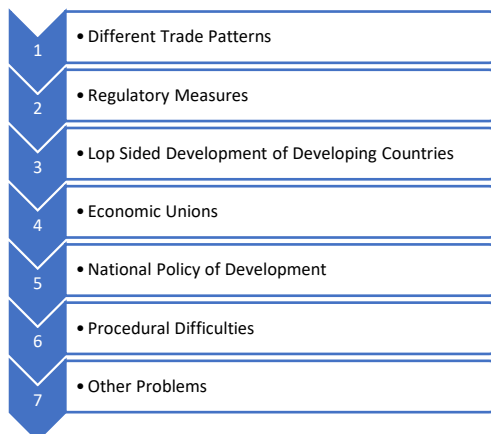 1
• Different Trade Patterns
2
• Regulatory Measures
3
• Lop Sided Development of Developing Countries
4
• Economic Unions
5
• National Policy of Development
6
• Procedural Difficulties
7
• Other Problems